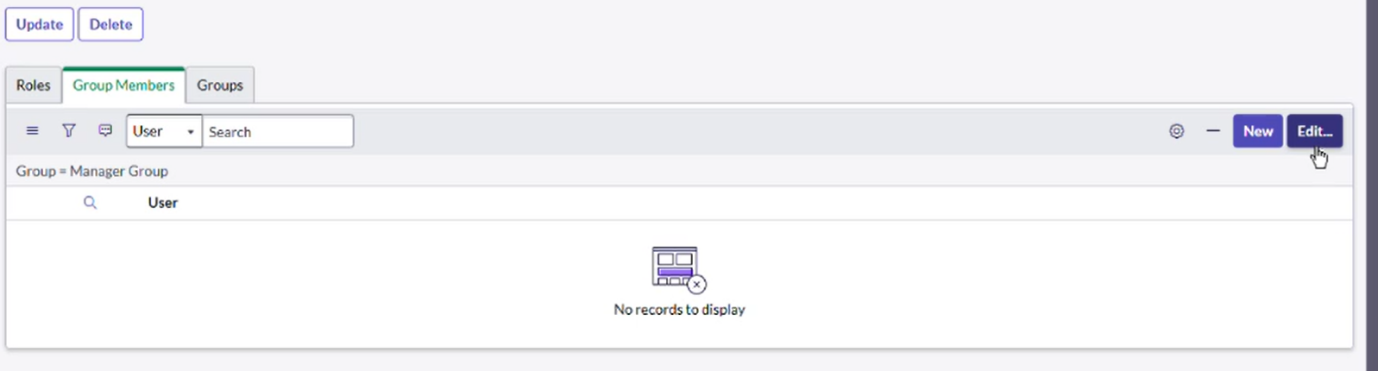 Update Delete
Roles Group Members Groups
User Search New Edit...
Group = Manager Group
User
No records to display